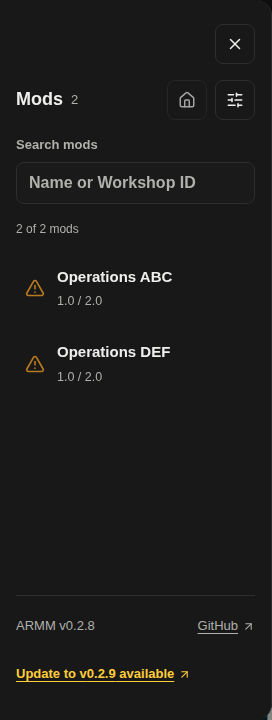 Mods 2
Search mods
Name or Workshop ID
2 of 2 mods
Operations ABC
1.0 / 2.0
Operations DEF
1.0 / 2.0
ARMM v0.2.8 GitHub
Update to v0.2.9 available